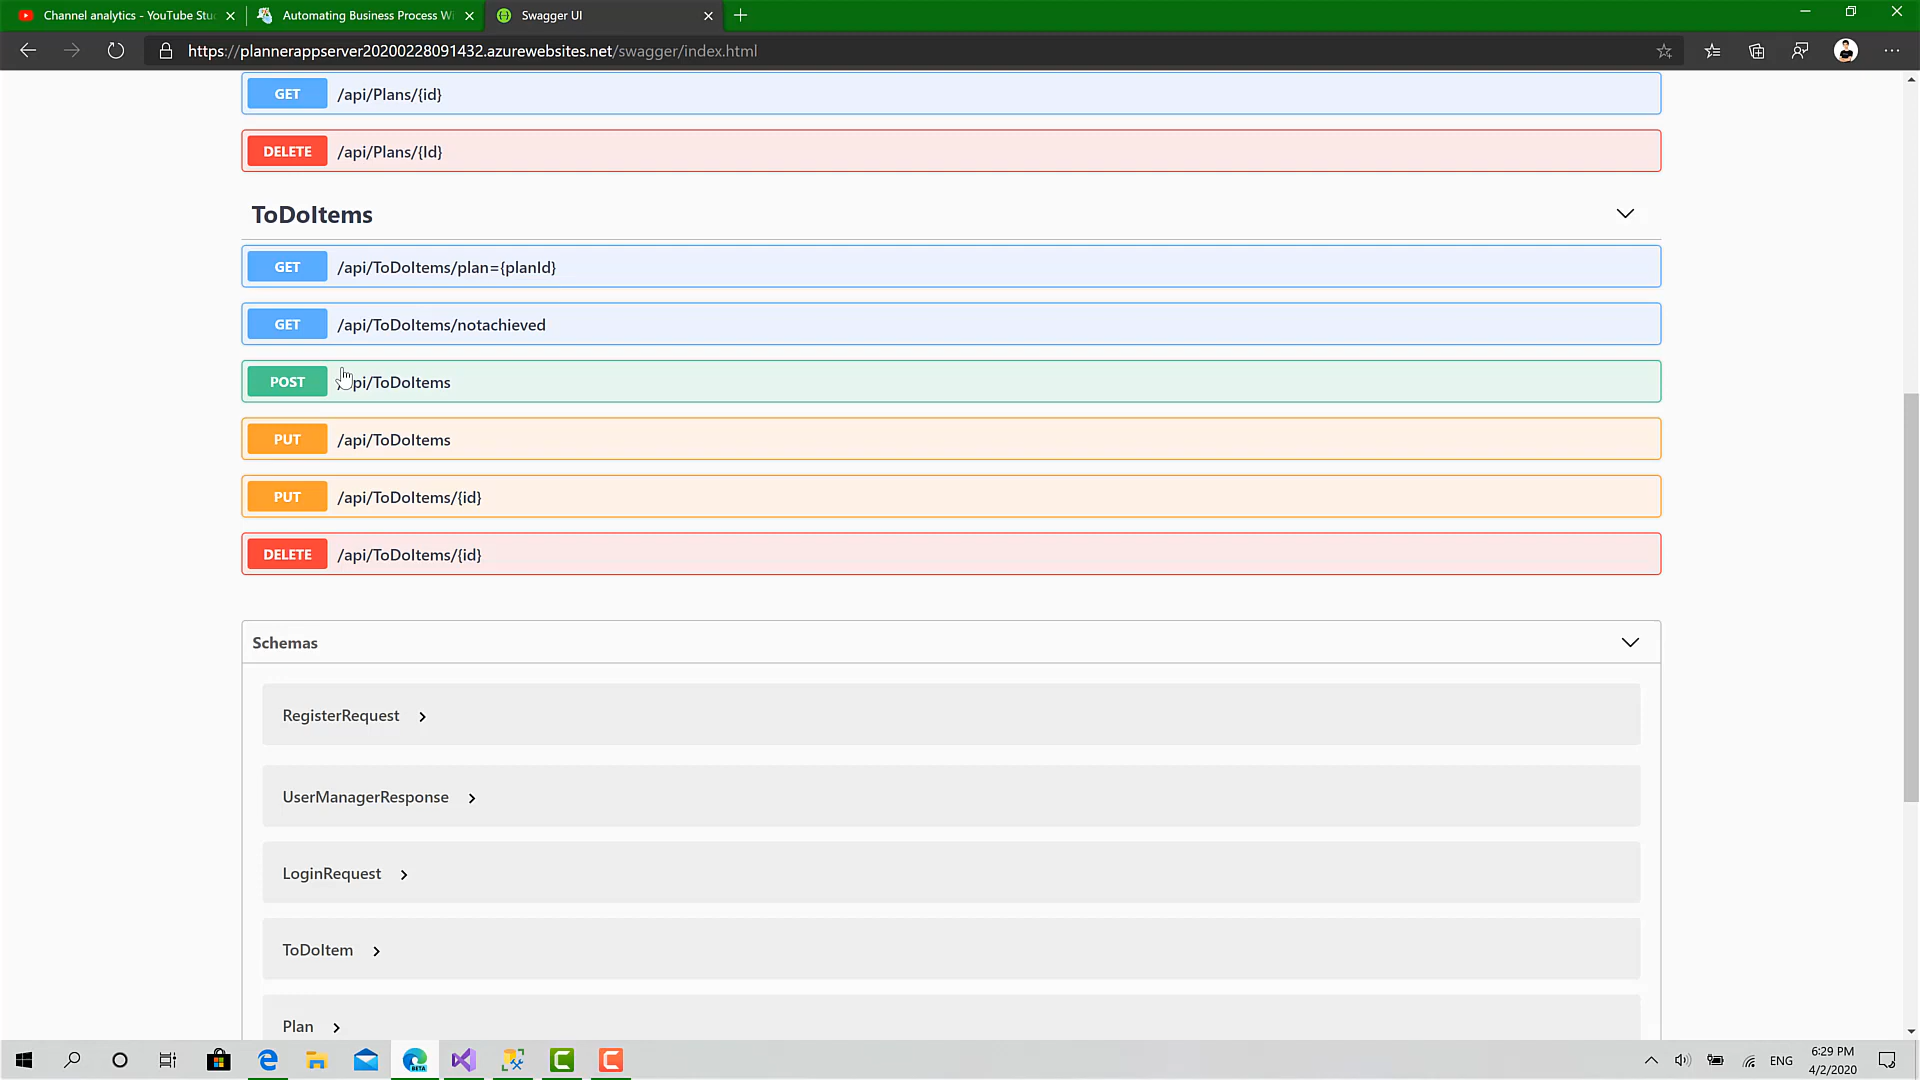 Channel analytics - YouTube Stu
Automating Business Process Wi
Swagger UI
https://plannerappserver20200228091432.azurewebsites.net/swagger/index.html
GET /api/Plans/{id}
DELETE /api/Plans/{Id}
ToDoItems
GET /api/ToDoItems/plan={planId}
GET /api/ToDoItems/notachieved
POST /api/ToDoItems
PUT /api/ToDoItems
PUT /api/ToDoItems/{id}
DELETE /api/ToDoItems/{id}
Schemas
RegisterRequest
UserManagerResponse
LoginRequest
ToDoItem
Plan
BETA
ENG
6:29 PM
4/2/2020